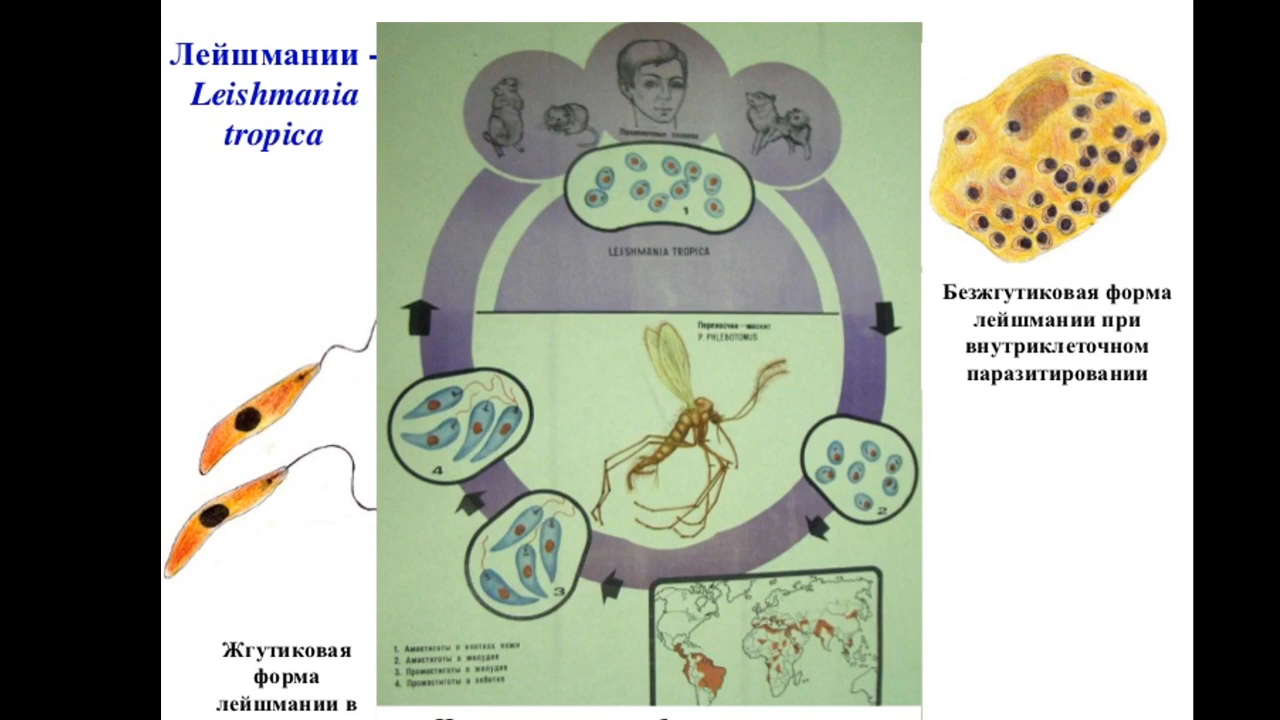 Лейшмании -
Leishmania
tropica
LEISHMANIA TROPICA
1
Переносчик—москит
P. PHLEBOTOMUS
Безжгутиковая форма
лейшмании при
внутриклеточном
паразитировании
4
2
3
1. Амастиготы в клетках кожи
2. Амастиготы в желудке
3. Промастиготы в желудке
4. Промастиготы в хоботке
Жгутиковая
форма
лейшмании в